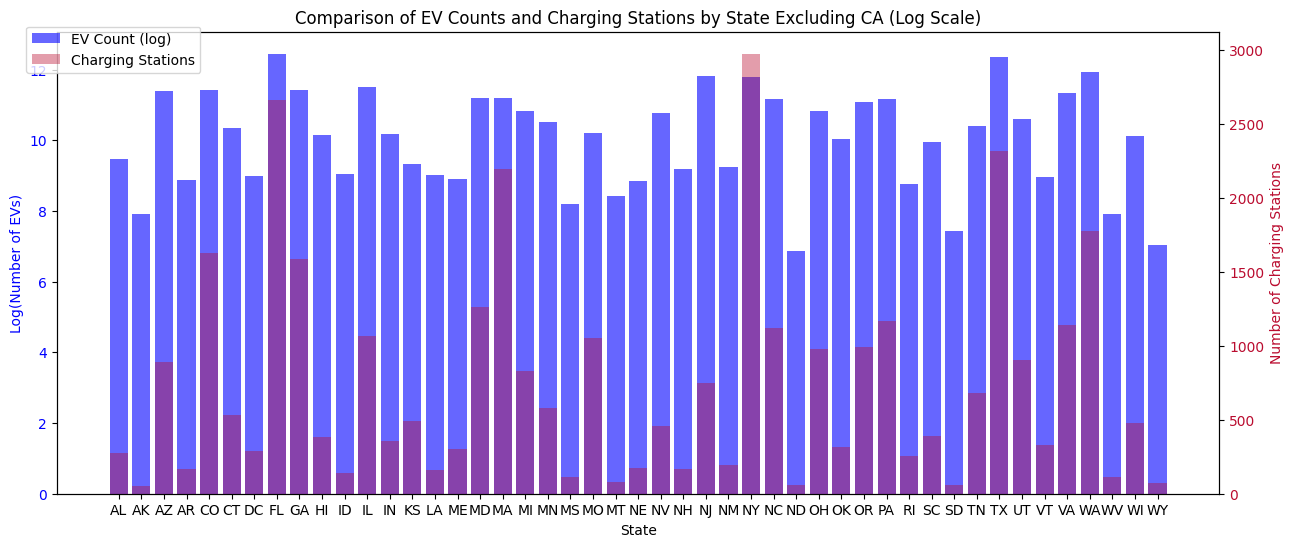 Comparison of EV Counts and Charging Stations by State Excluding CA (Log Scale)
EV Count (log)
Charging Stations
Log(Number of EVs)
12
10
8
6
4
2
0
Number of Charging Stations
3000
2500
2000
1500
1000
500
0
AL AK AZ AR CO CT DC FL GA HI ID IL IN KS LA ME MD MA MI MN MS MO MT NE NV NH NJ NM NY NC ND OH OK OR PA RI SC SD TN TX UT VT VA WA WV WI WY
State